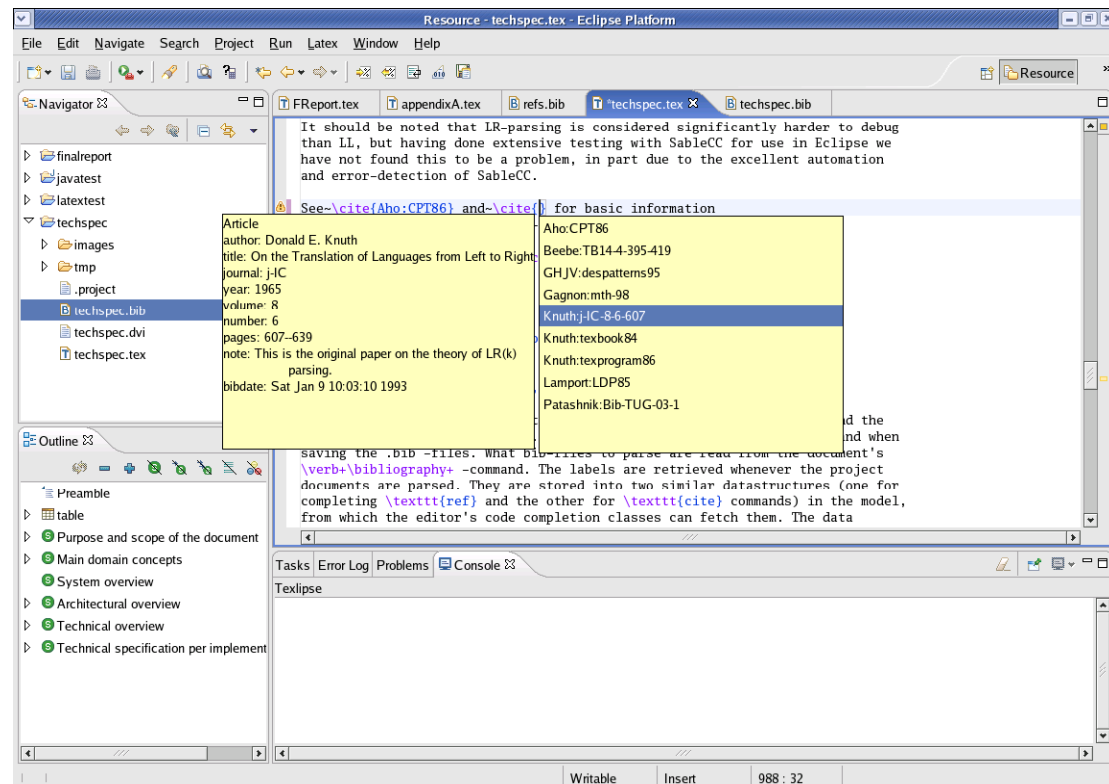 Resource - techspec.tex - Eclipse Platform
File Edit Navigate Search Project Run Latex Window Help
Resource
»
Navigator
FReport.tex appendixA.tex refs.bib *techspec.tex techspec.bib
finalreport
javatest
latextest
techspec
images
tmp
.project
techspec.bib
techspec.dvi
techspec.tex
It should be noted that LR-parsing is considered significantly harder to debug
than LL, but having done extensive testing with SableCC for use in Eclipse we
have not found this to be a problem, in part due to the excellent automation
and error-detection of SableCC.
See~\cite{Aho:CPT86} and~\cite{} for basic information
Article
author: Donald E. Knuth
title: On the Translation of Languages from Left to Right
journal: j-IC
year: 1965
volume: 8
number: 6
pages: 607--639
note: This is the original paper on the theory of LR(k)
parsing.
bibdate: Sat Jan 9 10:03:10 1993
Aho:CPT86
Beebe:TB14-4-395-419
GHJV:despatterns95
Gagnon:mth-98
Knuth:j-IC-8-6-607
Knuth:texbook84
Knuth:texprogram86
Lamport:LDP85
Patashnik:Bib-TUG-03-1
d the
nd when
saving the .bib -files. What bib-files to parse are read from the document's
\verb+\bibliography+ -command. The labels are retrieved whenever the project
documents are parsed. They are stored into two similar datastructures (one for
completing \texttt{ref} and the other for \texttt{cite} commands) in the model,
from which the editor's code completion classes can fetch them. The data
Outline
Preamble
table
Purpose and scope of the document
Main domain concepts
System overview
Architectural overview
Technical overview
Technical specification per implement
Tasks Error Log Problems Console
Texlipse
Writable Insert 988 : 32